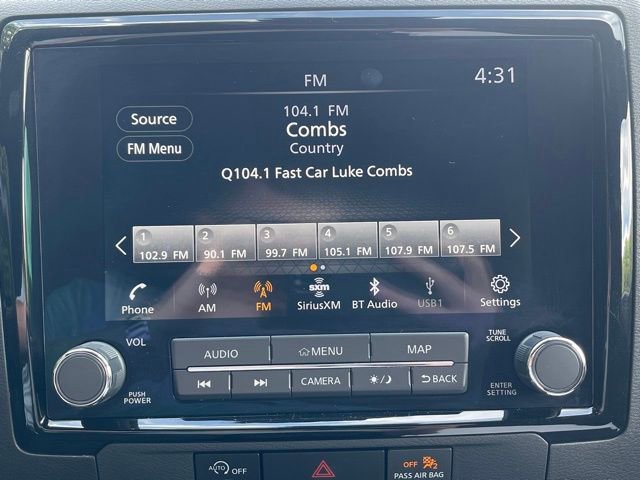 FM
4:31
104.1 FM
Source
Combs
FM Menu
Country
Q104.1 Fast Car Luke Combs
1 2 3 4 5 6
102.9 FM 90.1 FM 99.7 FM 105.1 FM 107.9 FM 107.5 FM
Phone AM FM SiriusXM BT Audio USB1 Settings
sxm
VOL
AUDIO MENU MAP
TUNE
SCROLL
CAMERA BACK
PUSH
POWER
ENTER
SETTING
AUTO OFF
OFF
PASS AIR BAG